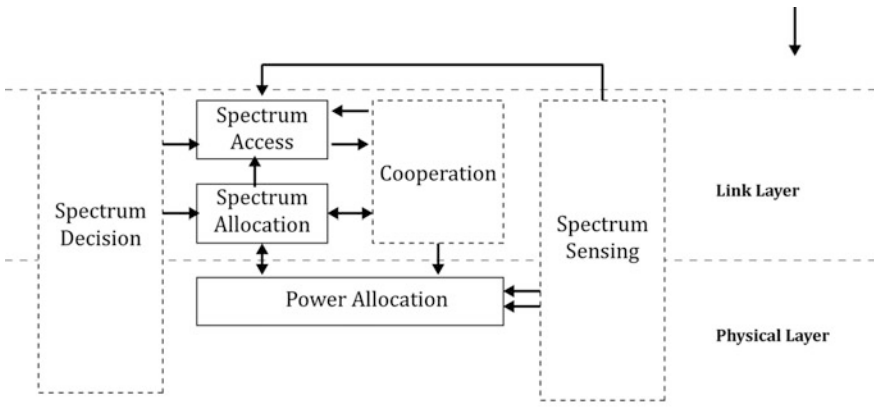 Spectrum
Access
Cooperation
Spectrum
Allocation
Spectrum
Decision
Spectrum
Sensing
Power Allocation
Link Layer
Physical Layer